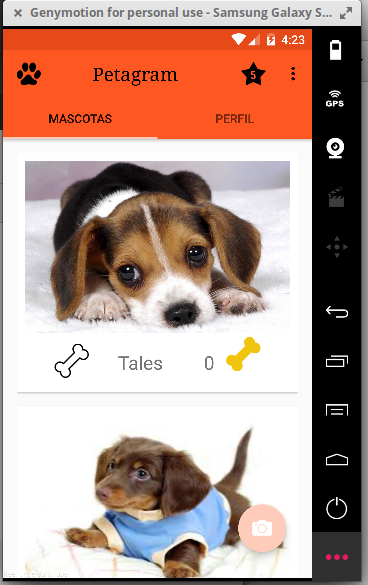 Genymotion for personal use - Samsung Galaxy S...
4:23
Petagram
5
MASCOTAS
PERFIL
GPS
Tales
0